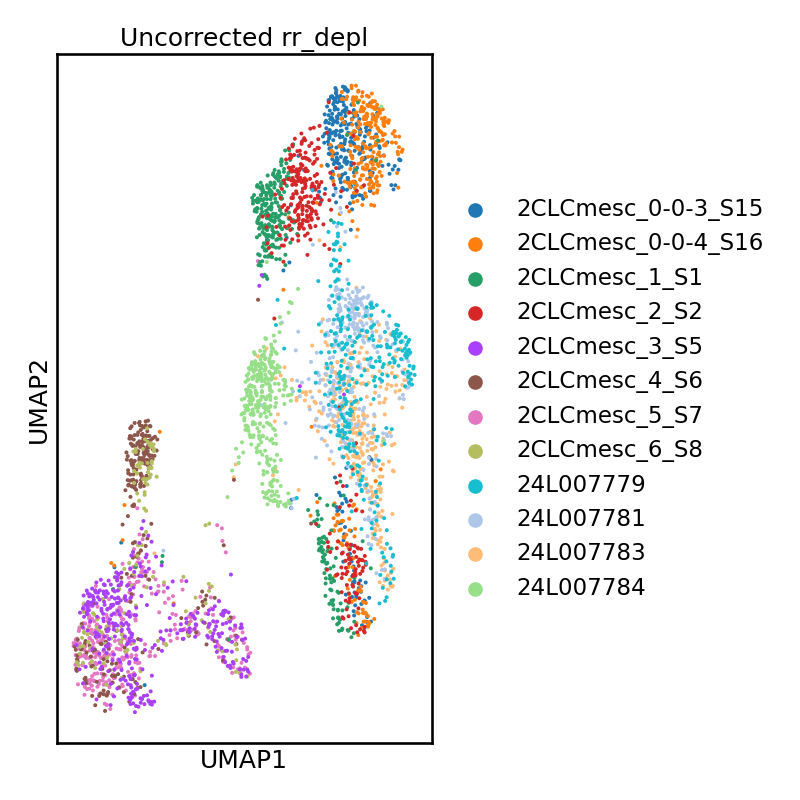 Uncorrected rr_depl
UMAP2
UMAP1
2CLCmesc_0-0-3_S15
2CLCmesc_0-0-4_S16
2CLCmesc_1_S1
2CLCmesc_2_S2
2CLCmesc_3_S5
2CLCmesc_4_S6
2CLCmesc_5_S7
2CLCmesc_6_S8
24L007779
24L007781
24L007783
24L007784